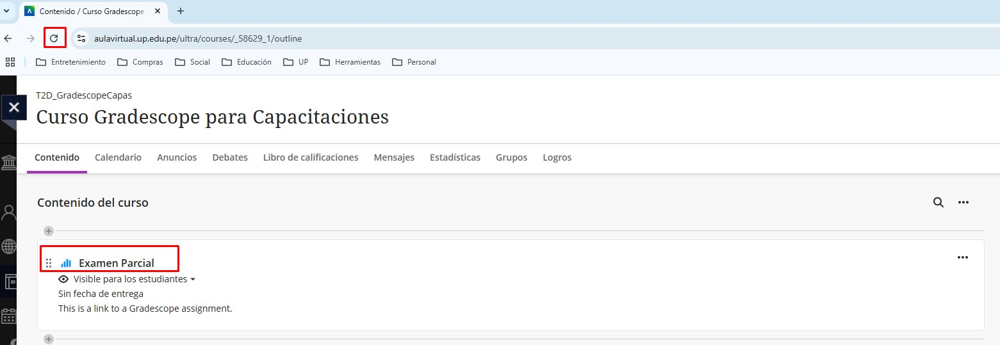 Contenido / Curso Gradescope
aulavirtual.up.edu.pe/ultra/courses/_58629_1/outline
Entretenimiento Compras Social Educación UP Herramientas Personal
T2D_GradescopeCapas
Curso Gradescope para Capacitaciones
Contenido Calendario Anuncios Debates Libro de calificaciones Mensajes Estadísticas Grupos Logros
Contenido del curso
Examen Parcial
Visible para los estudiantes
Sin fecha de entrega
This is a link to a Gradescope assignment.